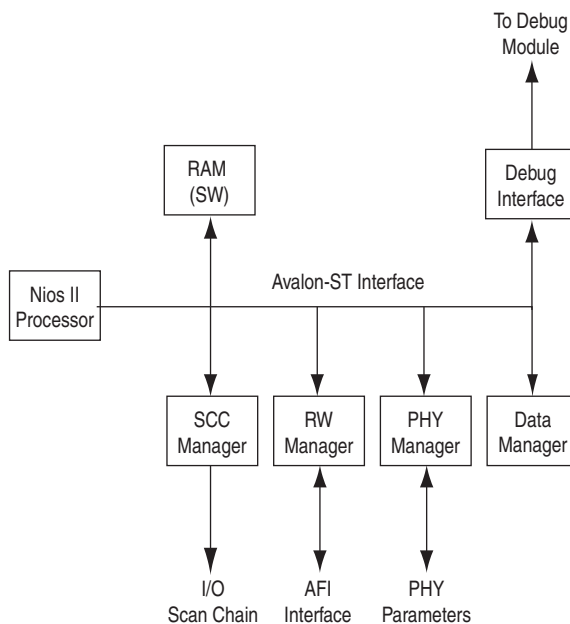 To Debug
Module
RAM
(SW)
Debug
Interface
Avalon-ST Interface
Nios II
Processor
SCC
Manager
RW
Manager
PHY
Manager
Data
Manager
I/O
Scan Chain
AFI
Interface
PHY
Parameters